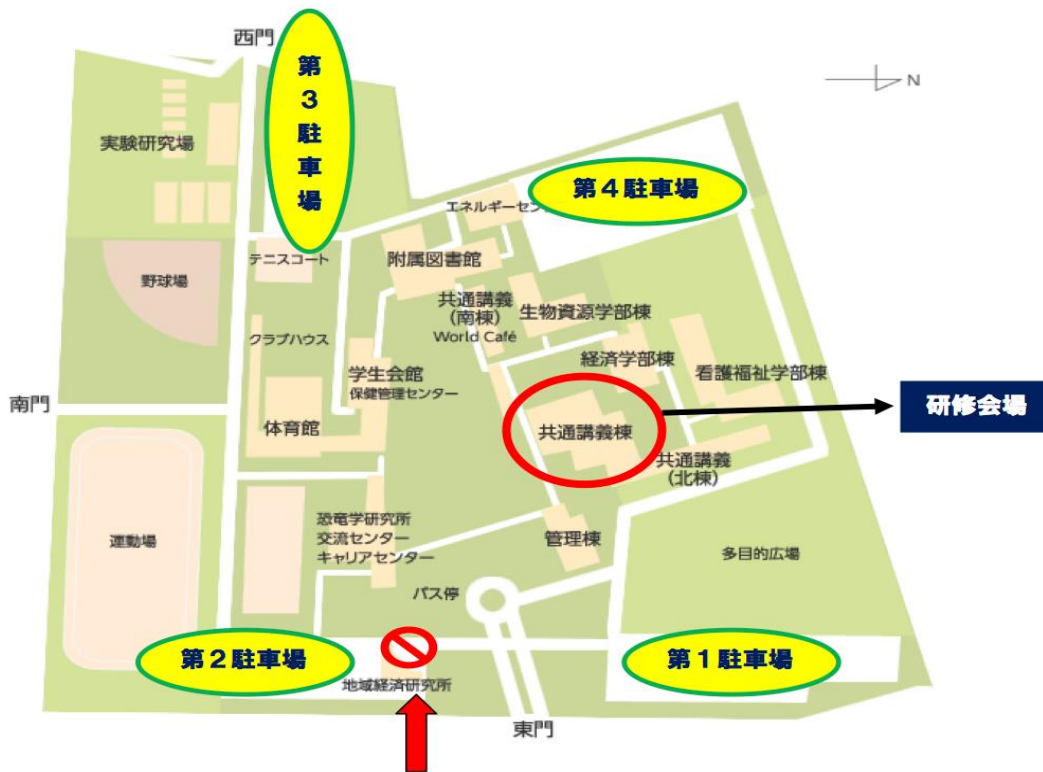 西門
第
３
駐
車
場
N
実験研究場
第４駐車場
エネルギーセン
テニスコート
附属図書館
野球場
共通講義
(南棟)
World Café
生物資源学部棟
クラブハウス
経済学部棟
学生会館
保健管理センター
看護福祉学部棟
南門
研修会場
体育館
共通講義棟
共通講義
(北棟)
恐竜学研究所
交流センター
キャリアセンター
運動場
管理棟
多目的広場
バス停
第２駐車場
第１駐車場
地域経済研究所
東門